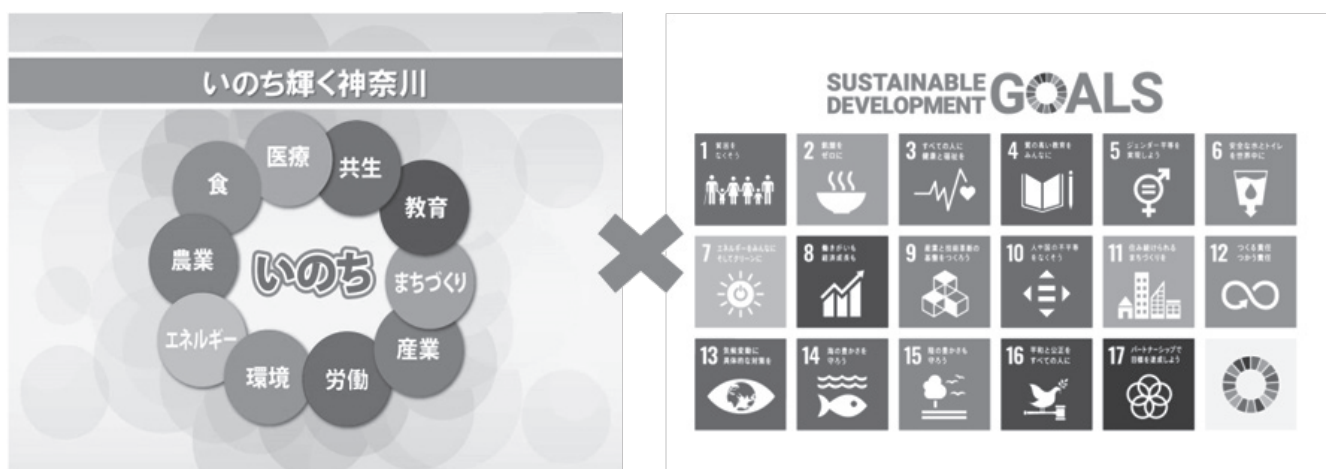 いのち輝く神奈川
医療
共生
教育
まちづくり
産業
労働
環境
エネルギー
農業
食
いのち
SUSTAINABLE
DEVELOPMENT
GOALS
1 貧困を
なくそう
2 飢餓を
ゼロに
3 すべての人に
健康と福祉を
4 質の高い教育を
みんなに
5 ジェンダー平等を
実現しよう
6 安全な水とトイレ
を世界中に
7 エネルギーをみんなに
そしてクリーンに
8 働きがいも
経済成長も
9 産業と技術革新の
基盤をつくろう
10 人や国の不平等
をなくそう
11 住み続けられる
まちづくりを
12 つくる責任
つかう責任
13 気候変動に
具体的な対策を
14 海の豊かさを
守ろう
15 陸の豊かさも
守ろう
16 平和と公正を
すべての人に
17 パートナーシップで
目標を達成しよう